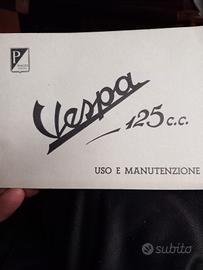 P
Vespa
125 c.c.
USO E MANUTENZIONE
subito